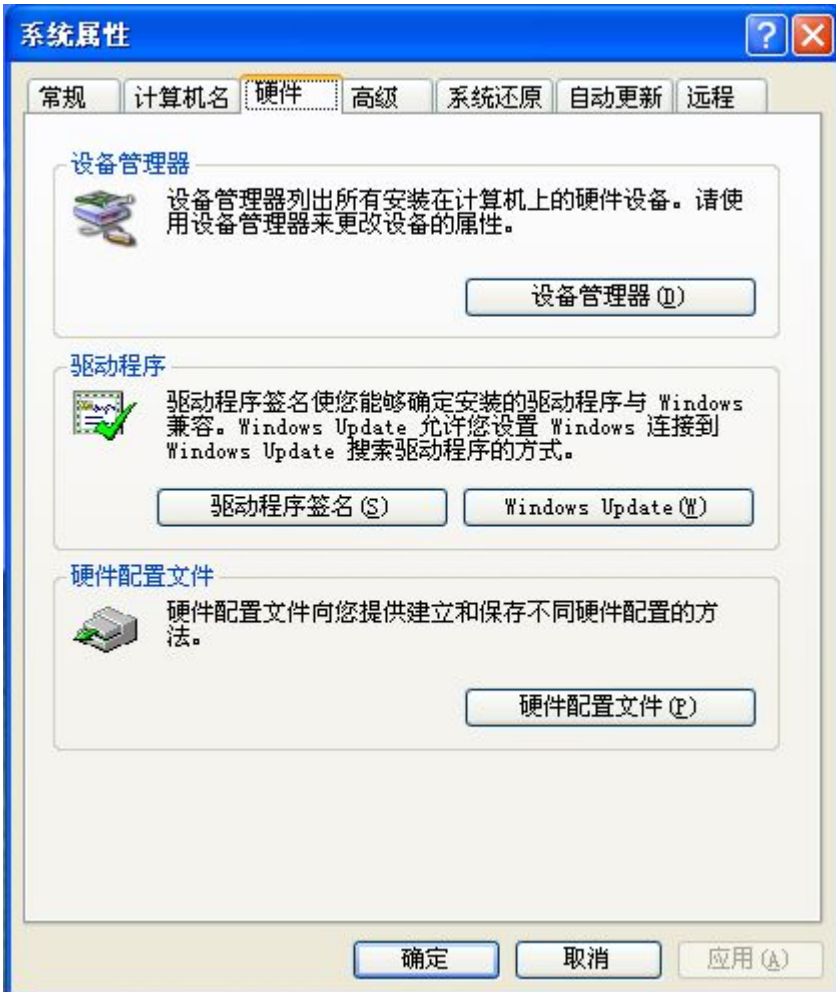 系统属性
常规 计算机名 硬件 高级 系统还原 自动更新 远程
设备管理器
设备管理器列出所有安装在计算机上的硬件设备。请使
用设备管理器来更改设备的属性。
设备管理器(D)
驱动程序
驱动程序签名使您能够确定安装的驱动程序与 Windows
兼容。Windows Update 允许您设置 Windows 连接到
Windows Update 搜索驱动程序的方式。
驱动程序签名(S) Windows Update(W)
硬件配置文件
硬件配置文件向您提供建立和保存不同硬件配置的方
法。
硬件配置文件(P)
确定 取消 应用(A)